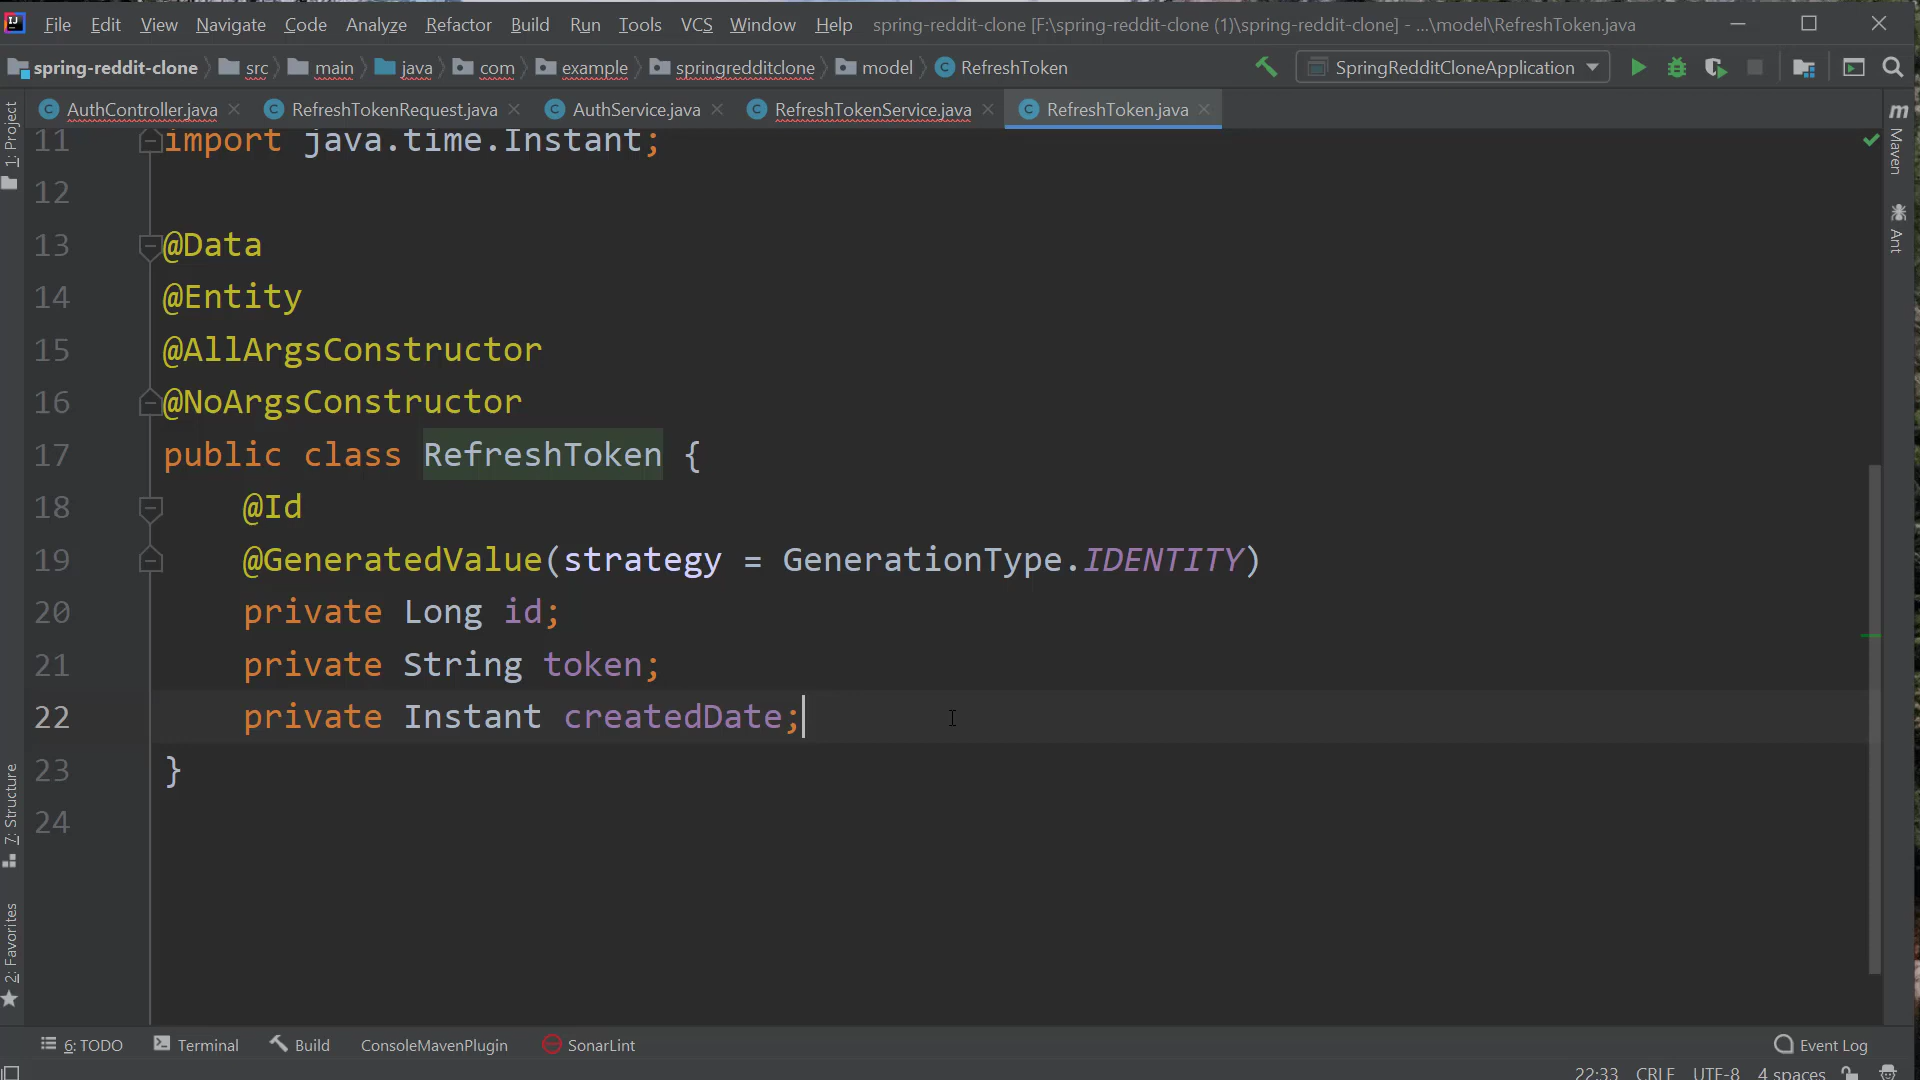 File Edit View Navigate Code Analyze Refactor Build Run Tools VCS Window Help spring-reddit-clone [F:\spring-reddit-clone (1)\spring-reddit-clone] - ...\model\RefreshToken.java
spring-reddit-clone src main java com example springredditclone model RefreshToken SpringRedditCloneApplication
AuthController.java RefreshTokenRequest.java AuthService.java RefreshTokenService.java RefreshToken.java
11 import java.time.Instant;
12
13 @Data
14 @Entity
15 @AllArgsConstructor
16 @NoArgsConstructor
17 public class RefreshToken {
18 @Id
19 @GeneratedValue(strategy = GenerationType.IDENTITY)
20 private Long id;
21 private String token;
22 private Instant createdDate;
23 }
24
1: Project
7: Structure
2: Favorites
m Maven
Ant
6: TODO Terminal Build ConsoleMavenPlugin SonarLint Event Log
22:33 CRLF UTF-8 4 spaces